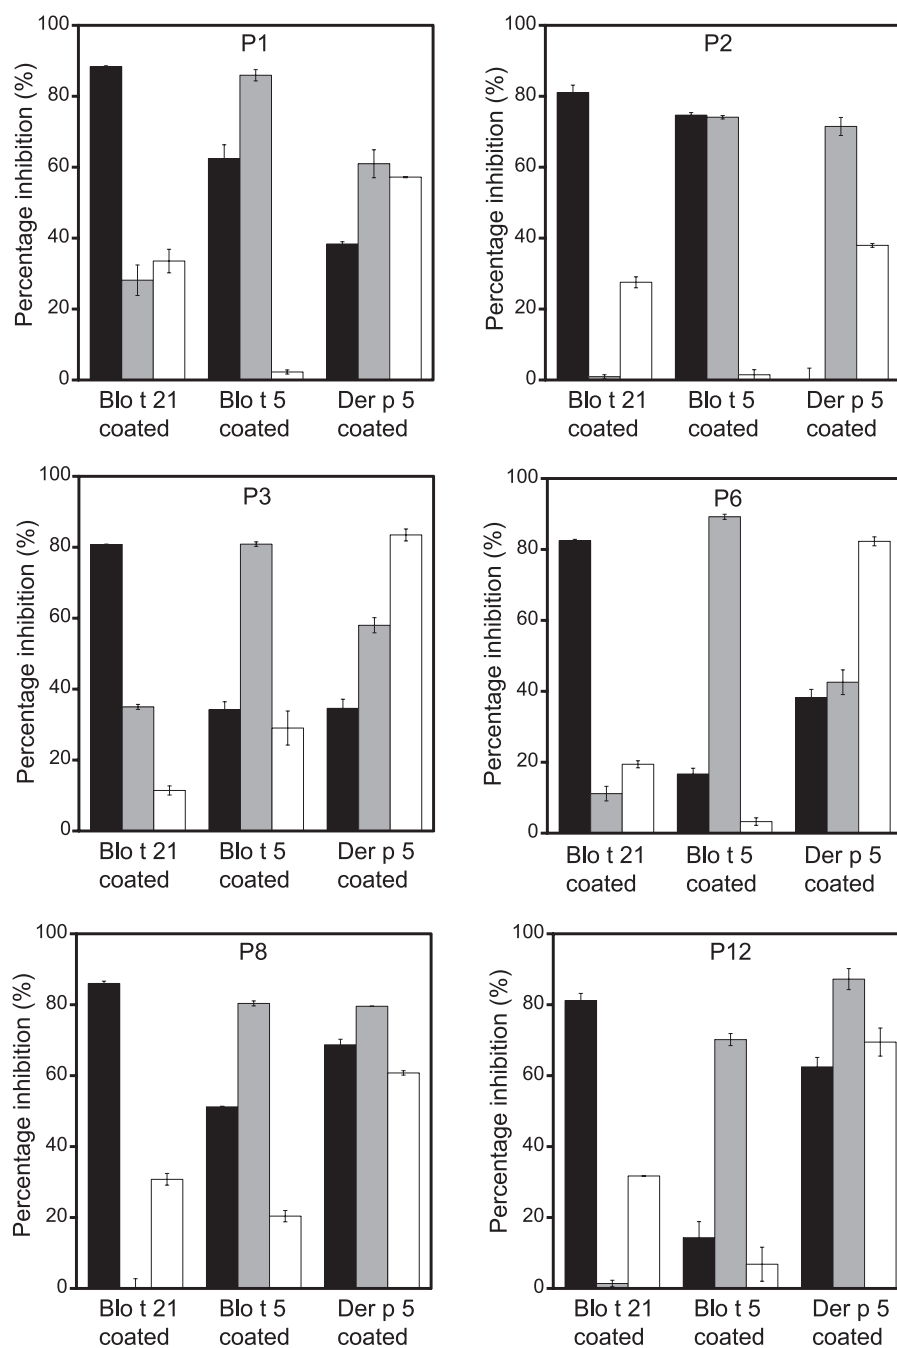 P1
Percentage inhibition (%)
100
80
60
40
20
0
Blo t 21
coated
Blo t 5
coated
Der p 5
coated
P2
Percentage inhibition (%)
100
80
60
40
20
0
Blo t 21
coated
Blo t 5
coated
Der p 5
coated
P3
Percentage inhibition (%)
100
80
60
40
20
0
Blo t 21
coated
Blo t 5
coated
Der p 5
coated
P6
Percentage inhibition (%)
100
80
60
40
20
0
Blo t 21
coated
Blo t 5
coated
Der p 5
coated
P8
Percentage inhibition (%)
100
80
60
40
20
0
Blo t 21
coated
Blo t 5
coated
Der p 5
coated
P12
Percentage inhibition (%)
100
80
60
40
20
0
Blo t 21
coated
Blo t 5
coated
Der p 5
coated